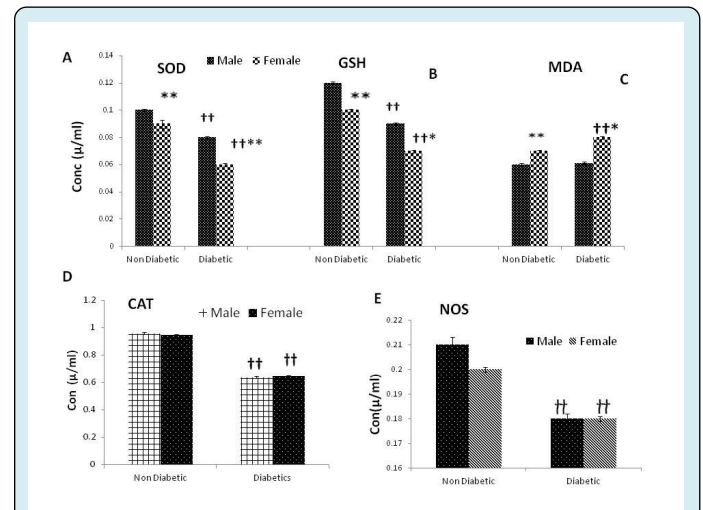 A SOD ■ Male ▩ Female GSH B MDA C
0.14
0.12
0.1
0.08
0.06
0.04
0.02
0
Conc (µ/ml)
** †† ††**
** †† ††*
** ††*
Non Diabetic Diabetic Non Diabetic Diabetic Non Diabetic Diabetic
D CAT Male Female
1.2
1
0.8
0.6
0.4
0.2
0
Con (µ/ml)
†† ††
Non Diabetic Diabetics
E NOS
Male Female
0.22
0.21
0.2
0.19
0.18
0.17
0.16
Con(µ/ml)
†† ††
Non Diabetic Diabetic